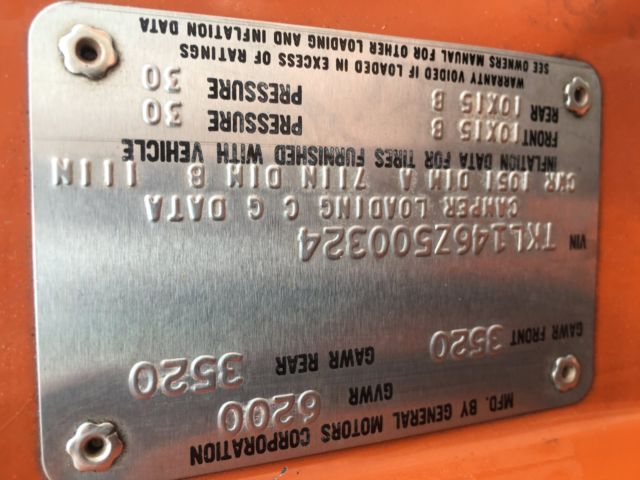 MFD. BY GENERAL MOTORS CORPORATION
GVWR 6200
GAWR FRONT 3520 GAWR REAR 3520
VIN TKL146Z500324
CAMPER LOADING C G DATA
CWR 1051 DIM A 71IN DIM B 111IN
INFLATION DATA FOR TIRES FURNISHED WITH VEHICLE
FRONT 10X15 B PRESSURE 30
REAR 10X15 B PRESSURE 30
WARRANTY VOIDED IF LOADED IN EXCESS OF RATINGS
SEE OWNERS MANUAL FOR OTHER LOADING AND INFLATION DATA